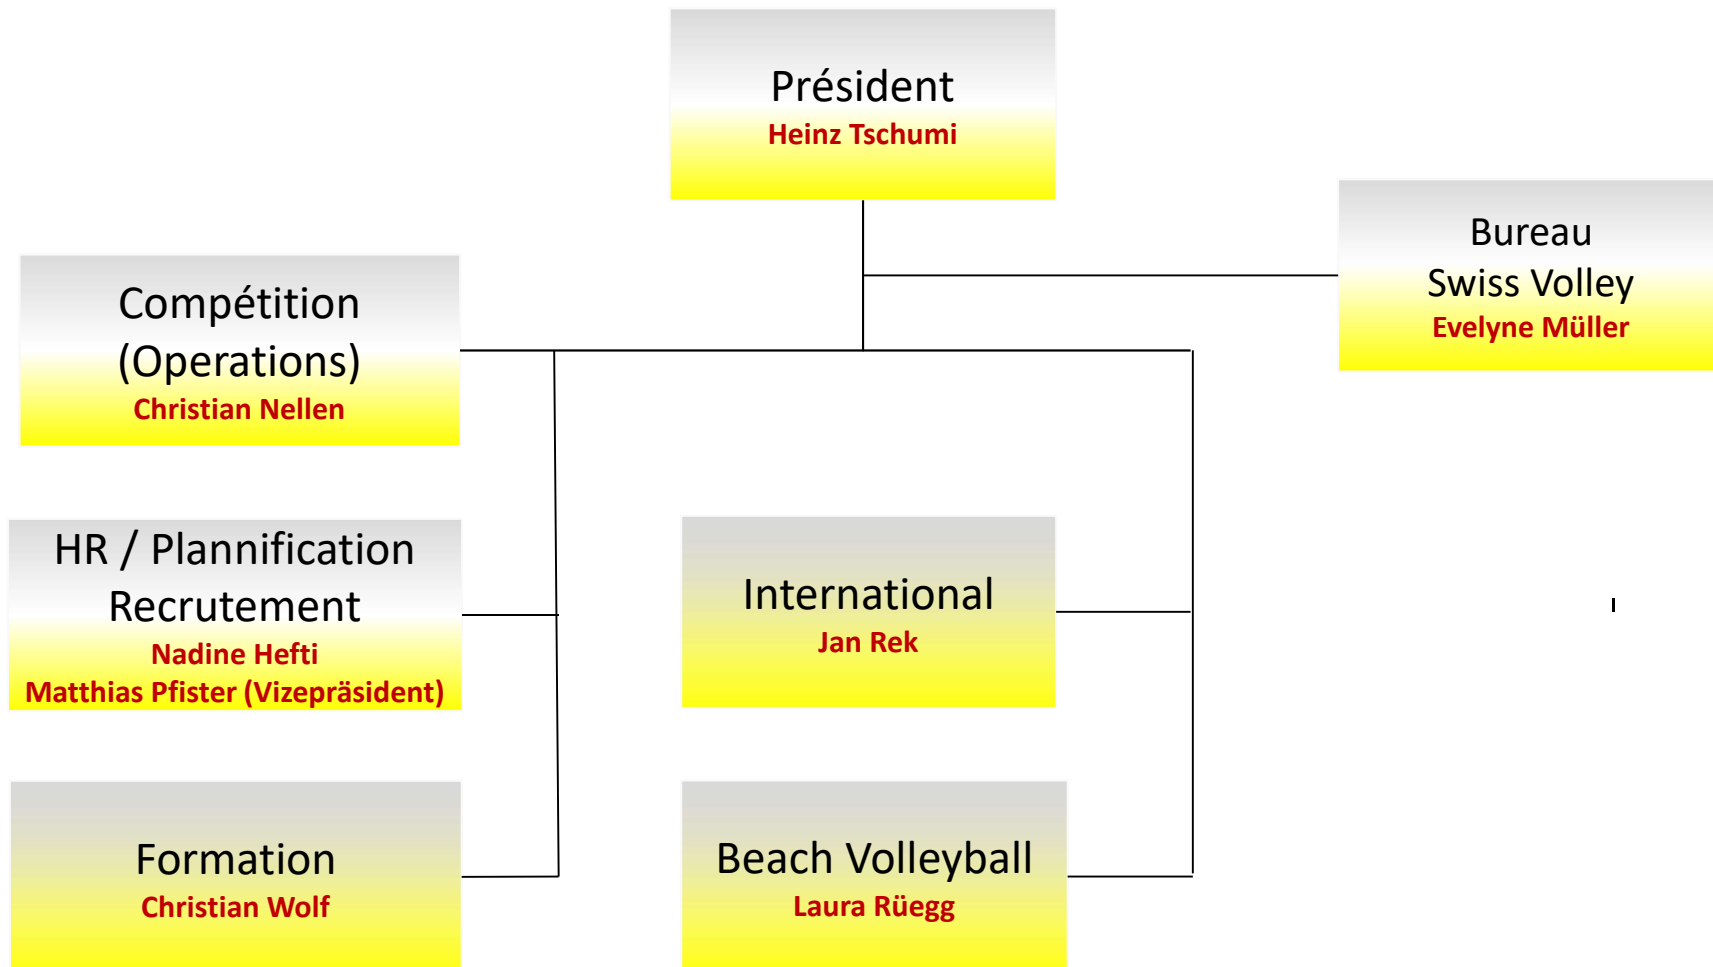 Président
Heinz Tschumi
Bureau
Swiss Volley
Evelyne Müller
Compétition
(Operations)
Christian Nellen
HR / Plannification
Recrutement
Nadine Hefti
Matthias Pfister (Vizepräsident)
International
Jan Rek
Formation
Christian Wolf
Beach Volleyball
Laura Rüegg